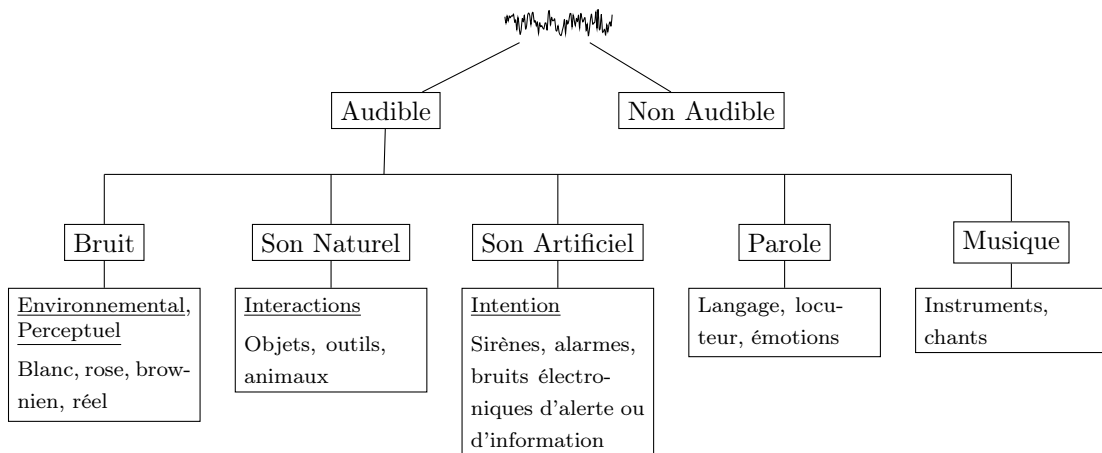 Audible
Non Audible
Bruit
Son Naturel
Son Artificiel
Parole
Musique
Environnemental,
Perceptuel
Blanc, rose, brow-
nien, réel
Interactions
Objets, outils,
animaux
Intention
Sirènes, alarmes,
bruits électro-
niques d'alerte ou
d'information
Langage, locu-
teur, émotions
Instruments,
chants